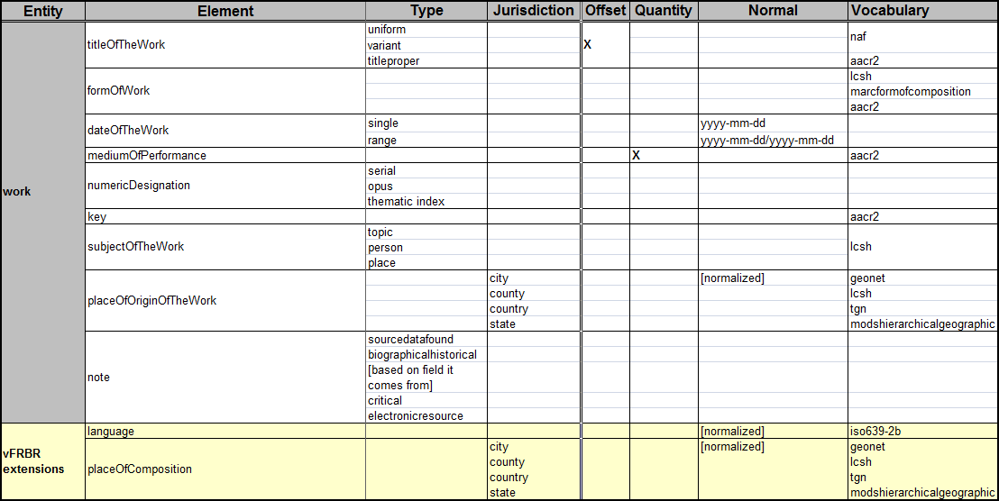 Entity Element Type Jurisdiction Offset Quantity Normal Vocabulary
work
titleOfTheWork
uniform
variant
titleproper
X
naf
aacr2
formOfWork
lcsh
marcformofcomposition
aacr2
dateOfTheWork
single yyyy-mm-dd
range yyyy-mm-dd/yyyy-mm-dd
mediumOfPerformance X aacr2
numericDesignation
serial
opus
thematic index
key aacr2
subjectOfTheWork
topic
person
place
lcsh
placeOfOriginOfTheWork
city [normalized] geonet
county lcsh
country tgn
state modshierarchicalgeographic
note
sourcedatafound
biographicalhistorical
[based on field it
comes from]
critical
electronicresource
vFRBR
extensions
language [normalized] iso639-2b
placeOfComposition
city [normalized] geonet
county lcsh
country tgn
state modshierarchicalgeographic